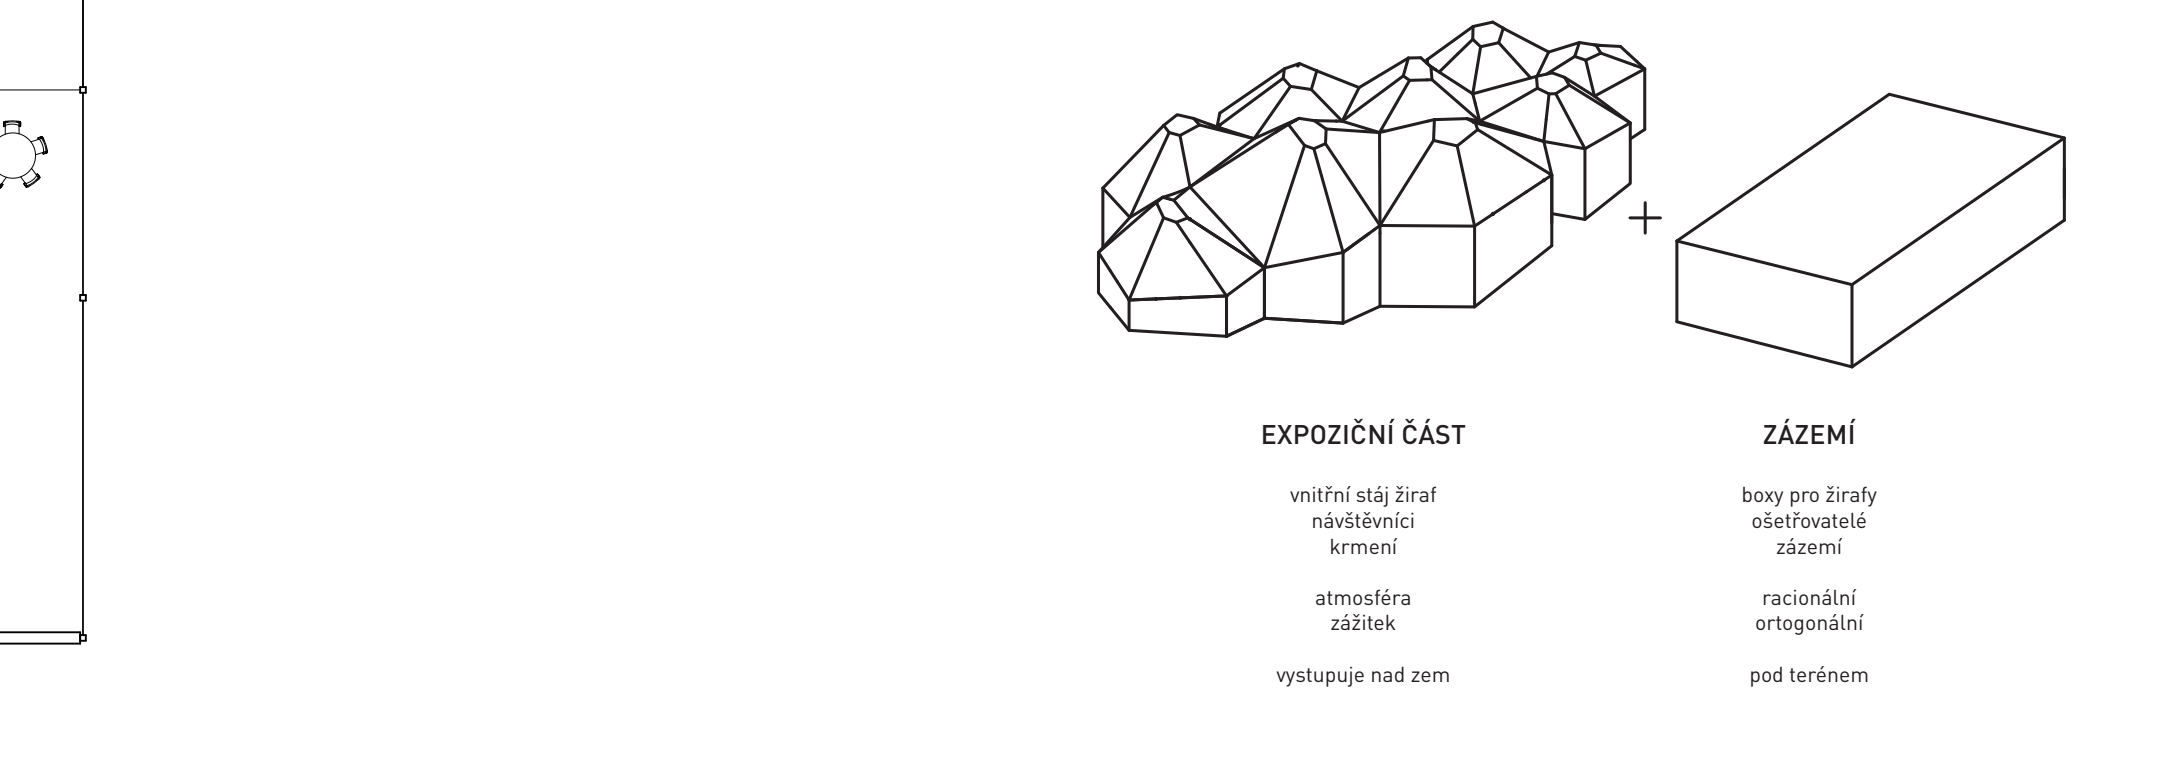 EXPOZIČNÍ ČÁST
vnitřní stáj žiraf
návštěvníci
krmení
atmosféra
zážitek
vystupuje nad zem
+
ZÁZEMÍ
boxy pro žirafy
ošetřovatelé
zázemí
racionální
ortogonální
pod terénem